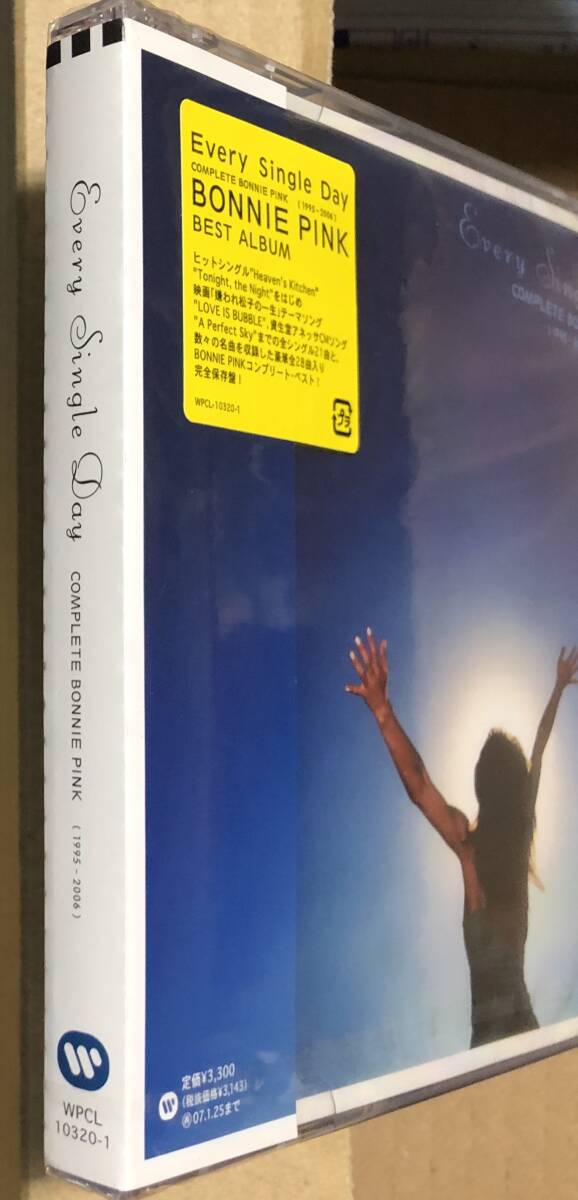 Every Single Day
COMPLETE BONNIE PINK
(1995-2006)
WPCL
10320-1
Every Single Day
COMPLETE BONNIE PINK (1995-2006)
BONNIE PINK
BEST ALBUM
ヒットシングル"Heaven's Kitchen"
"Tonight, the Night"をはじめ
映画「嫌われ松子の一生」テーマソング
"LOVE IS BUBBLE"、資生堂アネッサCMソング
"A Perfect Sky"までの全シングル21曲と、
数々の名曲を収録した豪華全28曲入り
BONNIE PINKコンプリート・ベスト！
完全保存盤！
WPCL-10320-1
プラ
Every
COMPLETE
定価¥3,300
(税抜価格¥3,143)
07.1.25まで